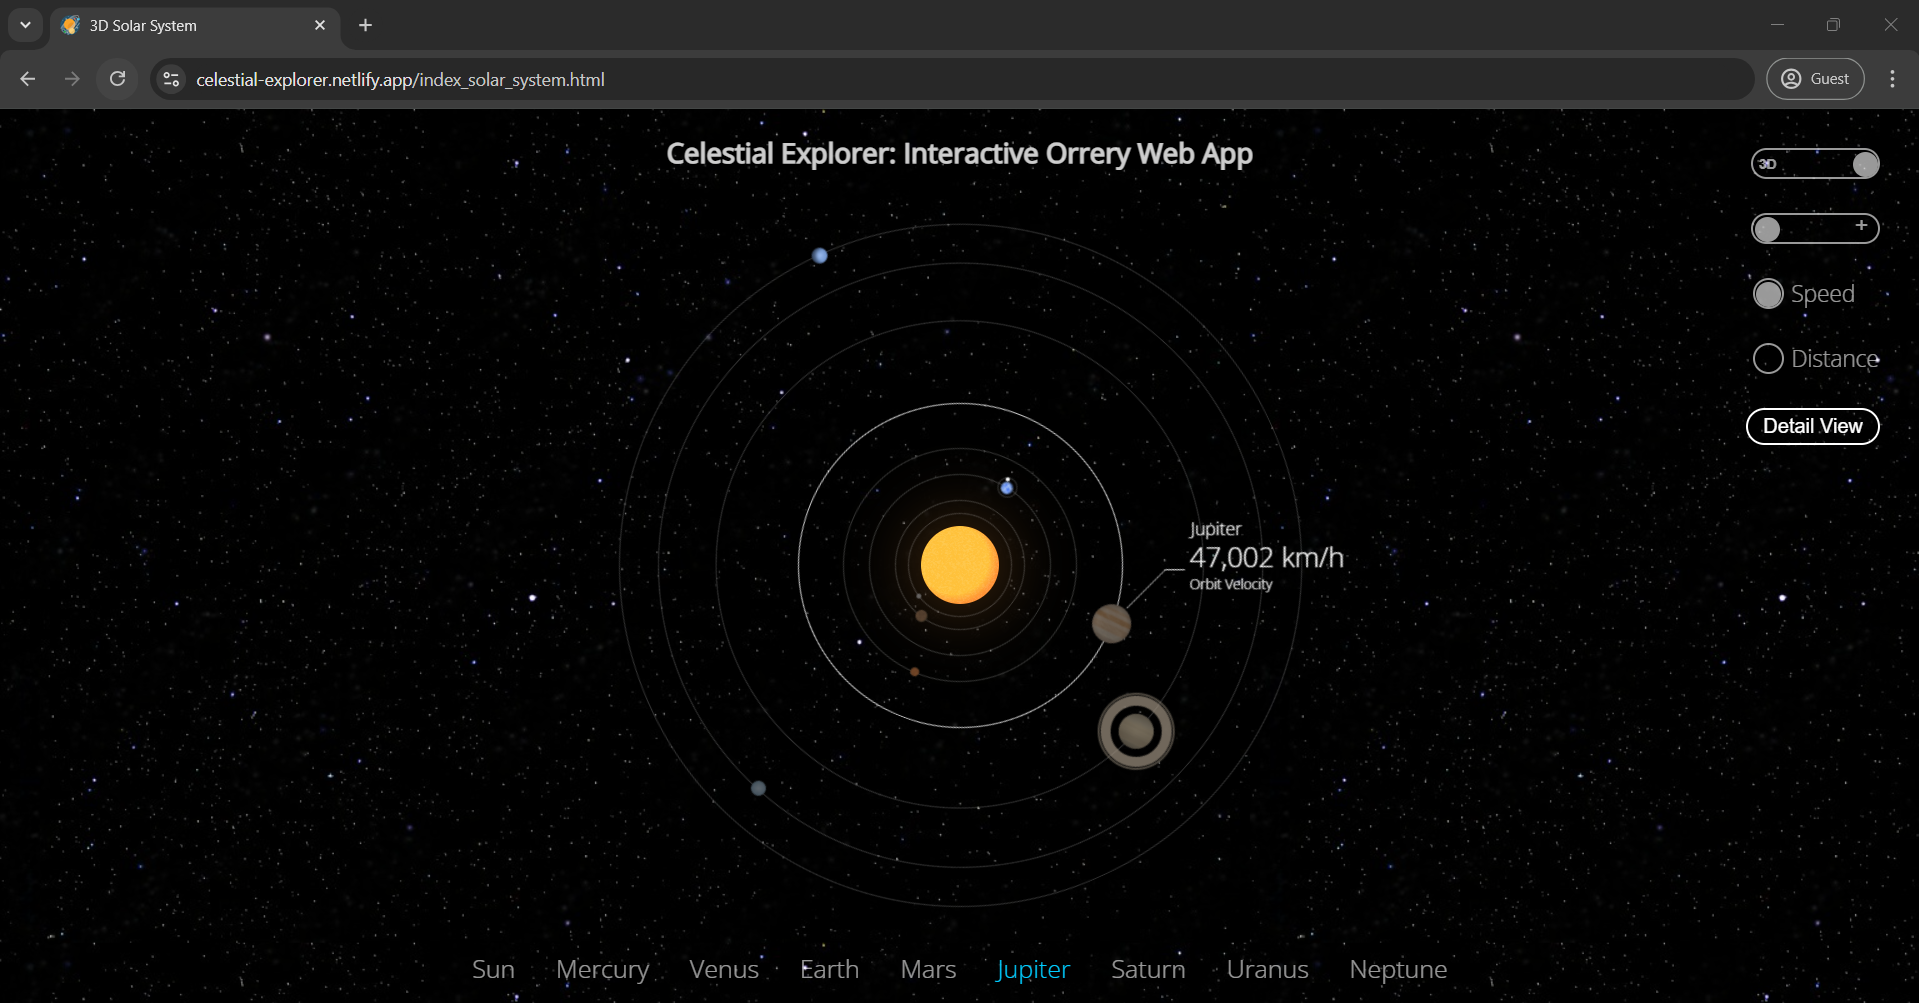 3D Solar System
celestial-explorer.netlify.app/index_solar_system.html
Guest
Celestial Explorer: Interactive Orrery Web App
3D
+
Speed
Distance
Detail View
Jupiter
47,002 km/h
Orbit Velocity
Sun Mercury Venus Earth Mars Jupiter Saturn Uranus Neptune